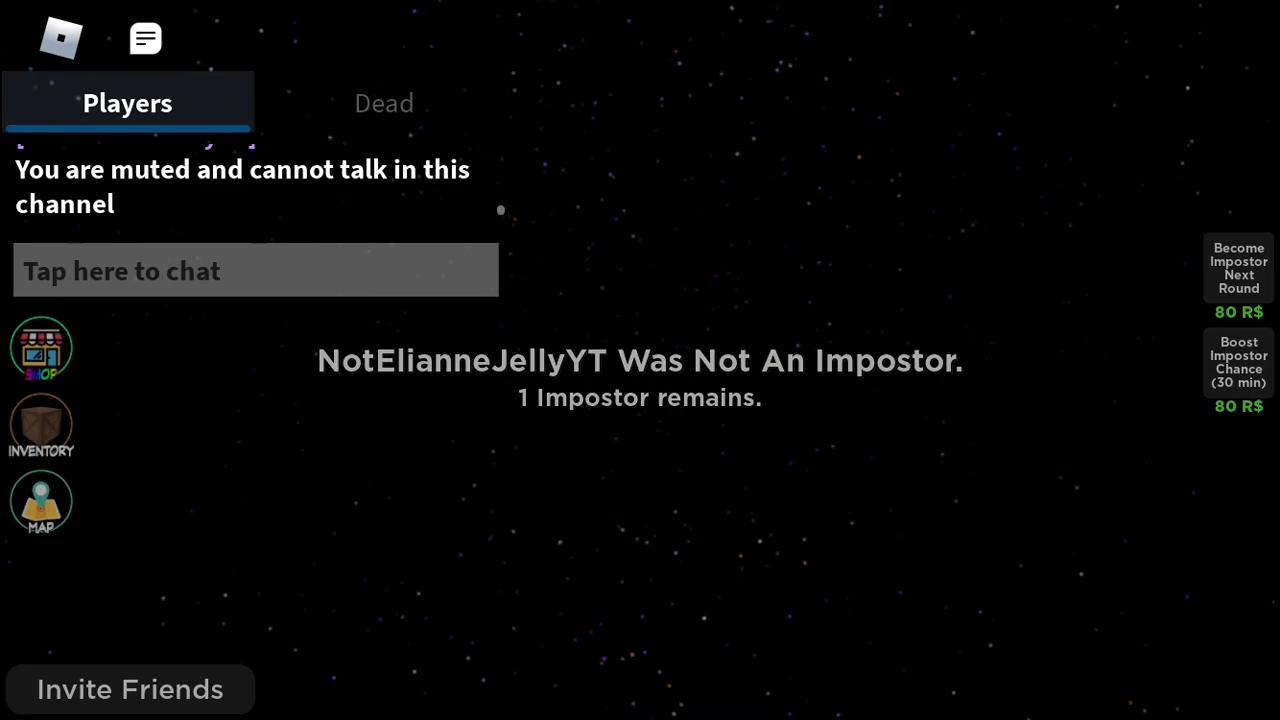 Players
Dead
You are muted and cannot talk in this
channel
Tap here to chat
SHOP
INVENTORY
MAP
NotElianneJellyYT Was Not An Impostor.
1 Impostor remains.
Become
Impostor
Next
Round
80 R$
Boost
Impostor
Chance
(30 min)
80 R$
Invite Friends